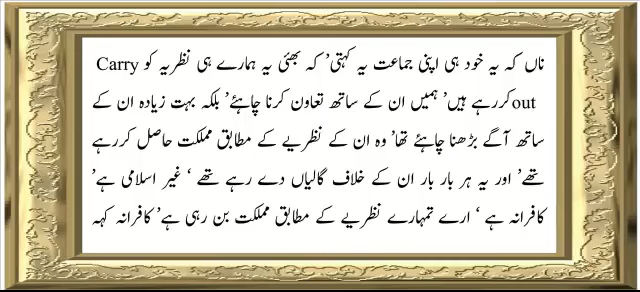 ناں کہ یہ خود ہی اپنی جماعت یہ کہتی’ کہ بھئی یہ ہمارے ہی نظریہ کو Carry
out کررہے ہیں’ ہمیں ان کے ساتھ تعاون کرنا چاہئے’ بلکہ بہت زیادہ ان کے
ساتھ آگے بڑھنا چاہئے تھا’ وہ ان کے نظریے کے مطابق مملکت حاصل کررہے
تھے’ اور یہ ہر بار بار ان کے خلاف گالیاں دے رہے تھے ‘ غیر اسلامی ہے’
کافرانہ ہے ‘ ارے تمہارے نظریے کے مطابق مملکت بن رہی ہے’ کافرانہ کہہ